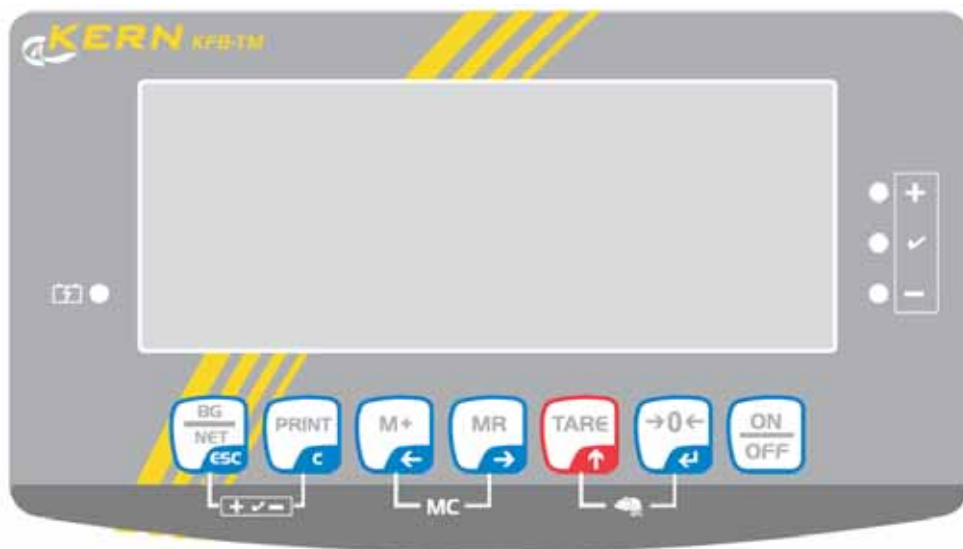 KERN KFB-TM
+
✓
−
BG
NET
ESC
PRINT
C
M+
←
MR
→
TARE
↑
→0←
↵
ON
OFF
+ ✓ −
MC